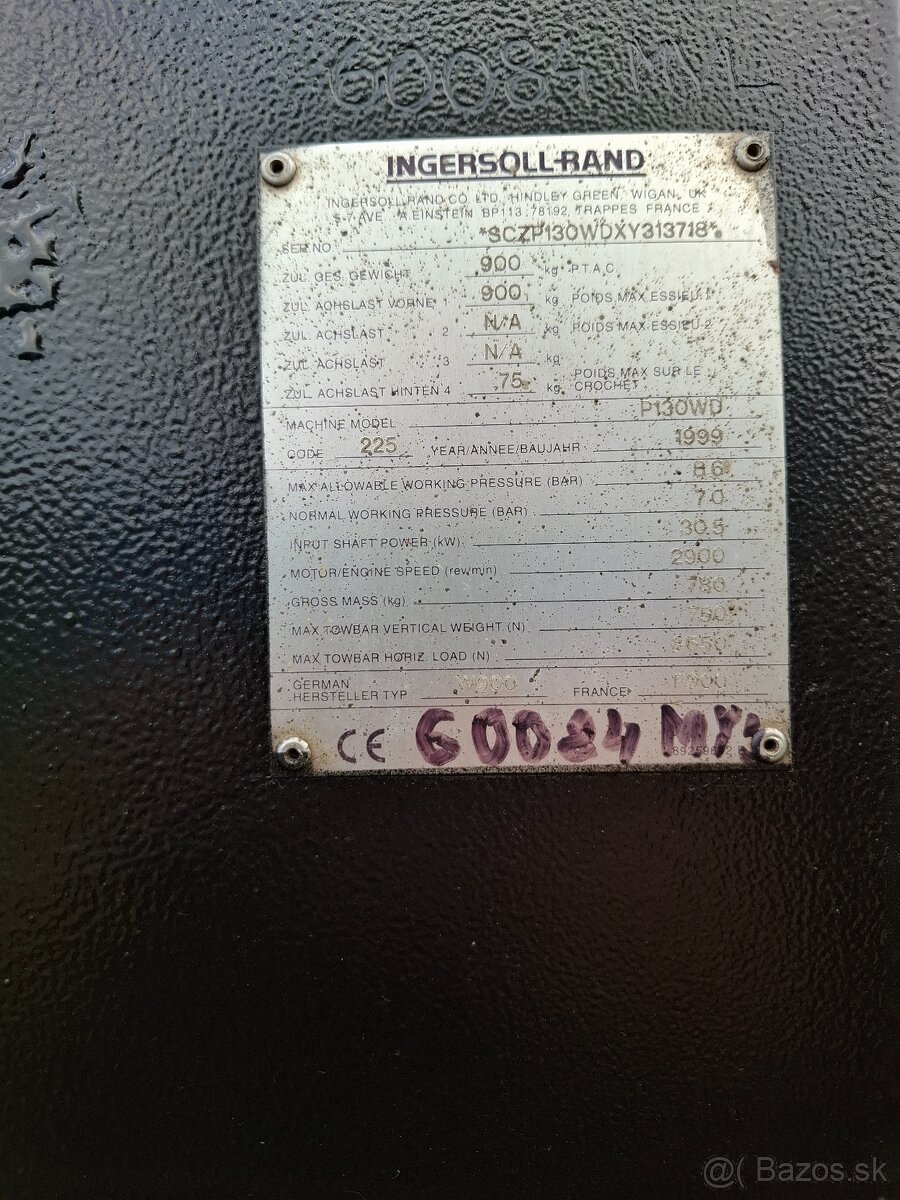 60084
INGERSOLL-RAND
INGERSOLL RAND CO LTD, HINDLEY GREEN, WIGAN, UK
5-7 AVE A.EINSTEIN BP 113 78192 TRAPPES FRANCE
SER NO *SCZP130WDXY313718*
ZUL. GES. GEWICHT 900 kg P.T.A.C.
ZUL. ACHSLAST VORNE 1 900 kg POIDS MAX ESSIEU 1
ZUL. ACHSLAST 2 N/A kg POIDS MAX ESSIEU 2
ZUL. ACHSLAST 3 N/A kg
ZUL. ACHSLAST HINTEN 4 75 kg POIDS MAX SUR LE CROCHET
MACHINE MODEL P130WD
CODE 225 YEAR/ANNEE/BAUJAHR 1999
MAX ALLOWABLE WORKING PRESSURE (BAR) 8.6
NORMAL WORKING PRESSURE (BAR) 7.0
INPUT SHAFT POWER (kW) 30.5
MOTOR/ENGINE SPEED (rev/min) 2900
GROSS MASS (kg) 780
MAX TOWBAR VERTICAL WEIGHT (N) 750
MAX TOWBAR HORIZ. LOAD (N)
GERMAN HERSTELLER TYP W900 FRANCE F900
CE 60084
@( Bazos.sk